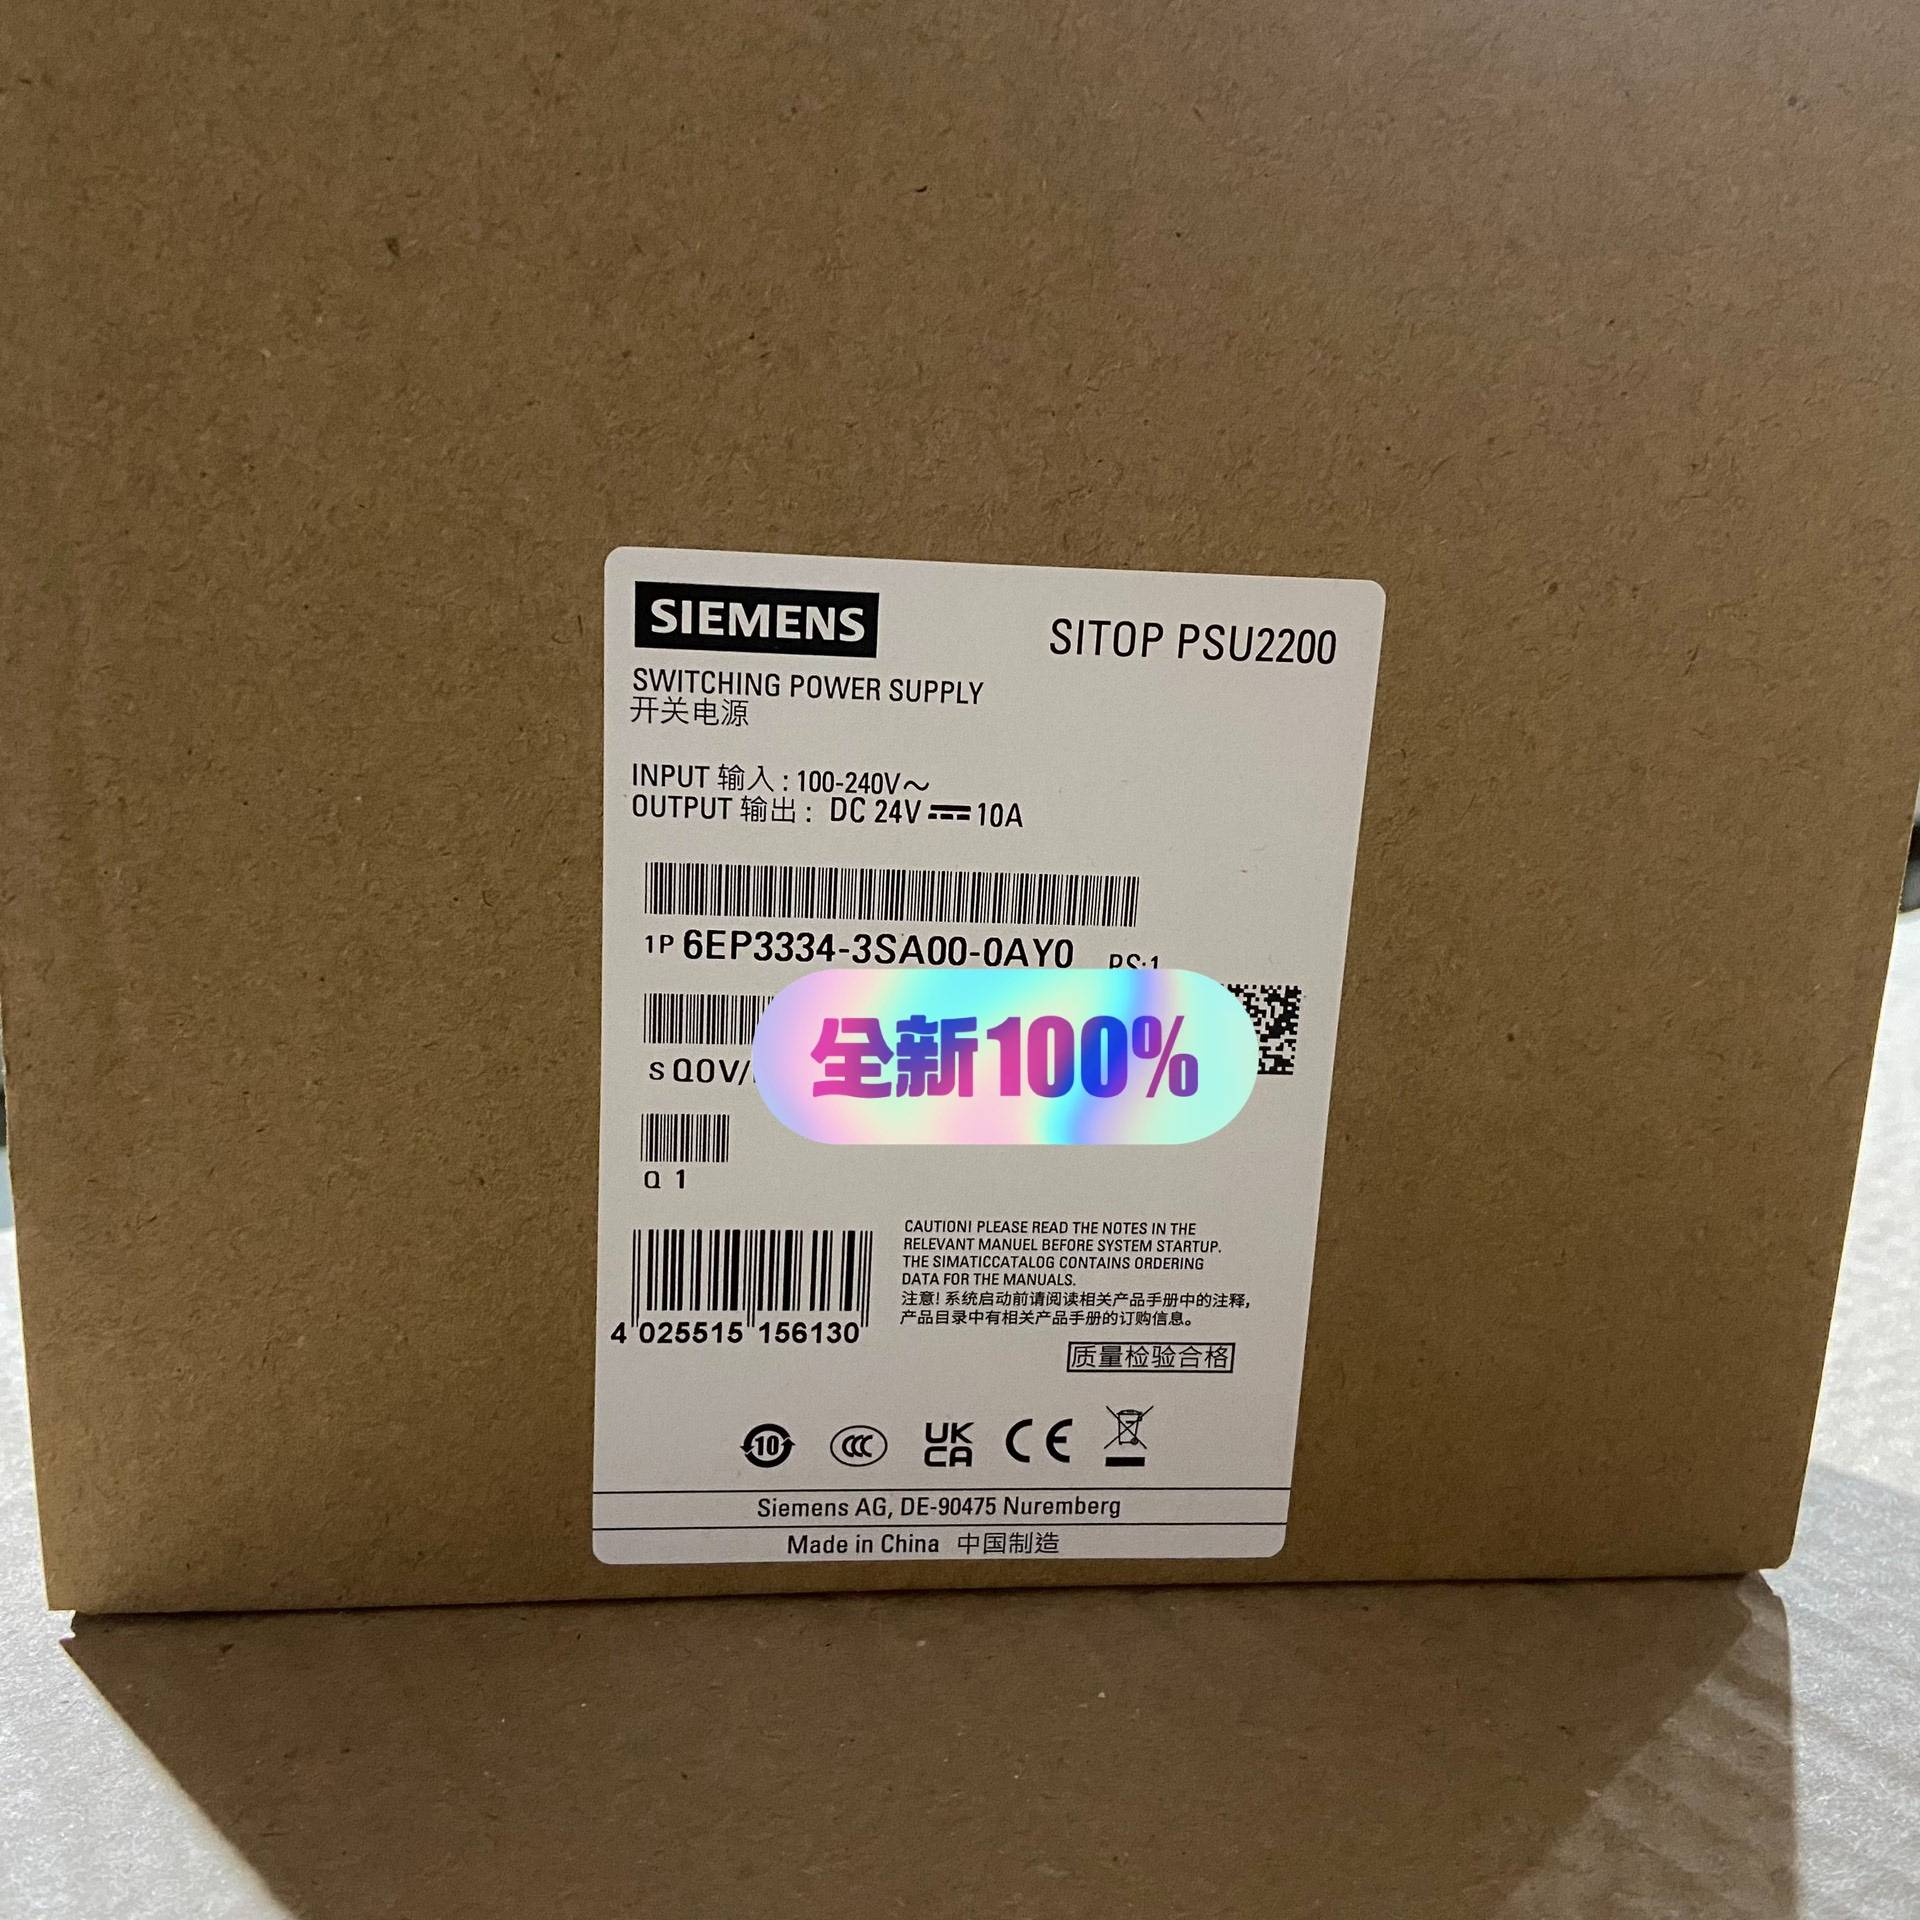 SIEMENS
SITOP PSU2200
SWITCHING POWER SUPPLY
开关电源
INPUT 输入 : 100-240V～
OUTPUT 输出 : DC 24V⎓10A
1P 6EP3334-3SA00-0AY0 RS:1
全新100%
S Q0V/
Q 1
4 025515 156130
CAUTION! PLEASE READ THE NOTES IN THE
RELEVANT MANUEL BEFORE SYSTEM STARTUP.
THE SIMATICCATALOG CONTAINS ORDERING
DATA FOR THE MANUALS.
注意! 系统启动前请阅读相关产品手册中的注释,
产品目录中有相关产品手册的订购信息。
质量检验合格
10 CCC UK CA CE
Siemens AG, DE-90475 Nuremberg
Made in China 中国制造